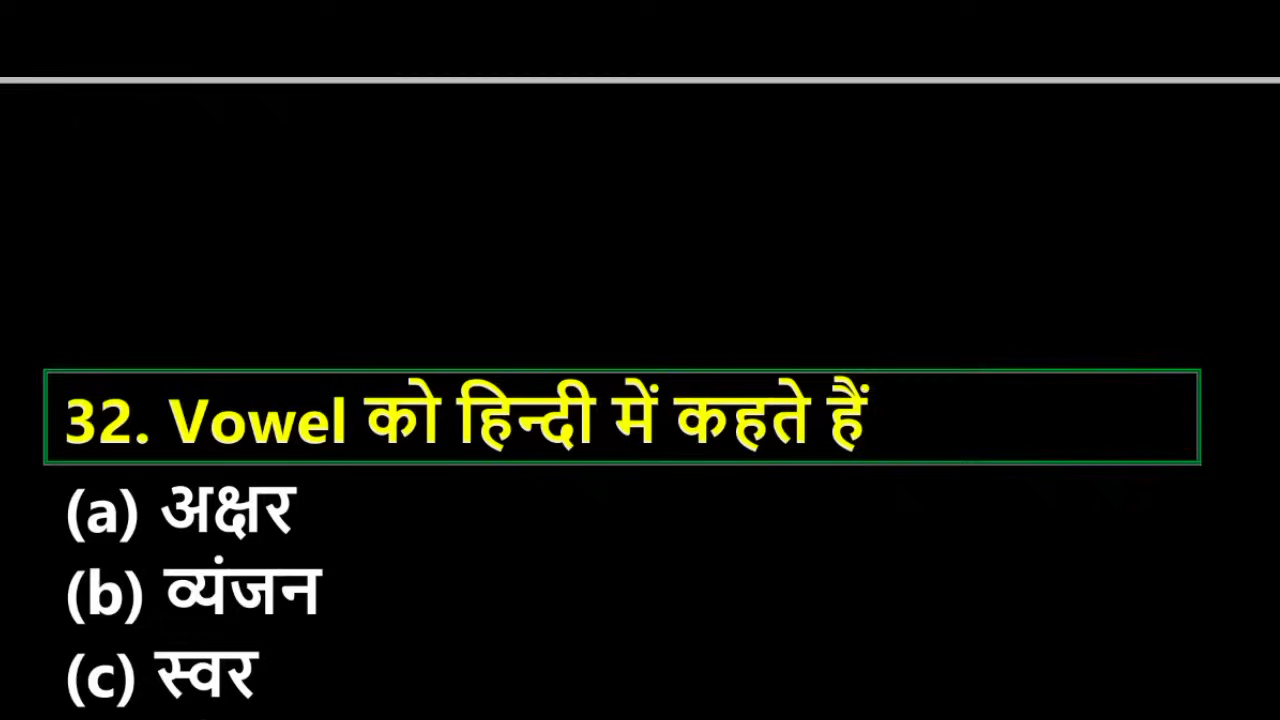 32. Vowel को हिन्दी में कहते हैं
(a) अक्षर
(b) व्यंजन
(c) स्वर